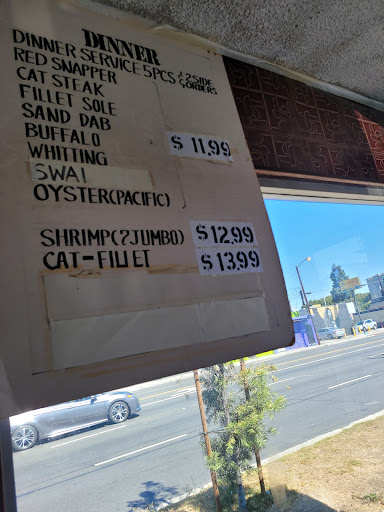 DINNER
DINNER SERVICE 5PCS & 2 SIDE ORDERS
RED SNAPPER
CAT STEAK
FILLET SOLE
SAND DAB
BUFFALO $11.99
WHITTING
SWAI
OYSTER(PACIFIC)
SHRIMP(7JUMBO) $12.99
CAT-FILLET $13.99